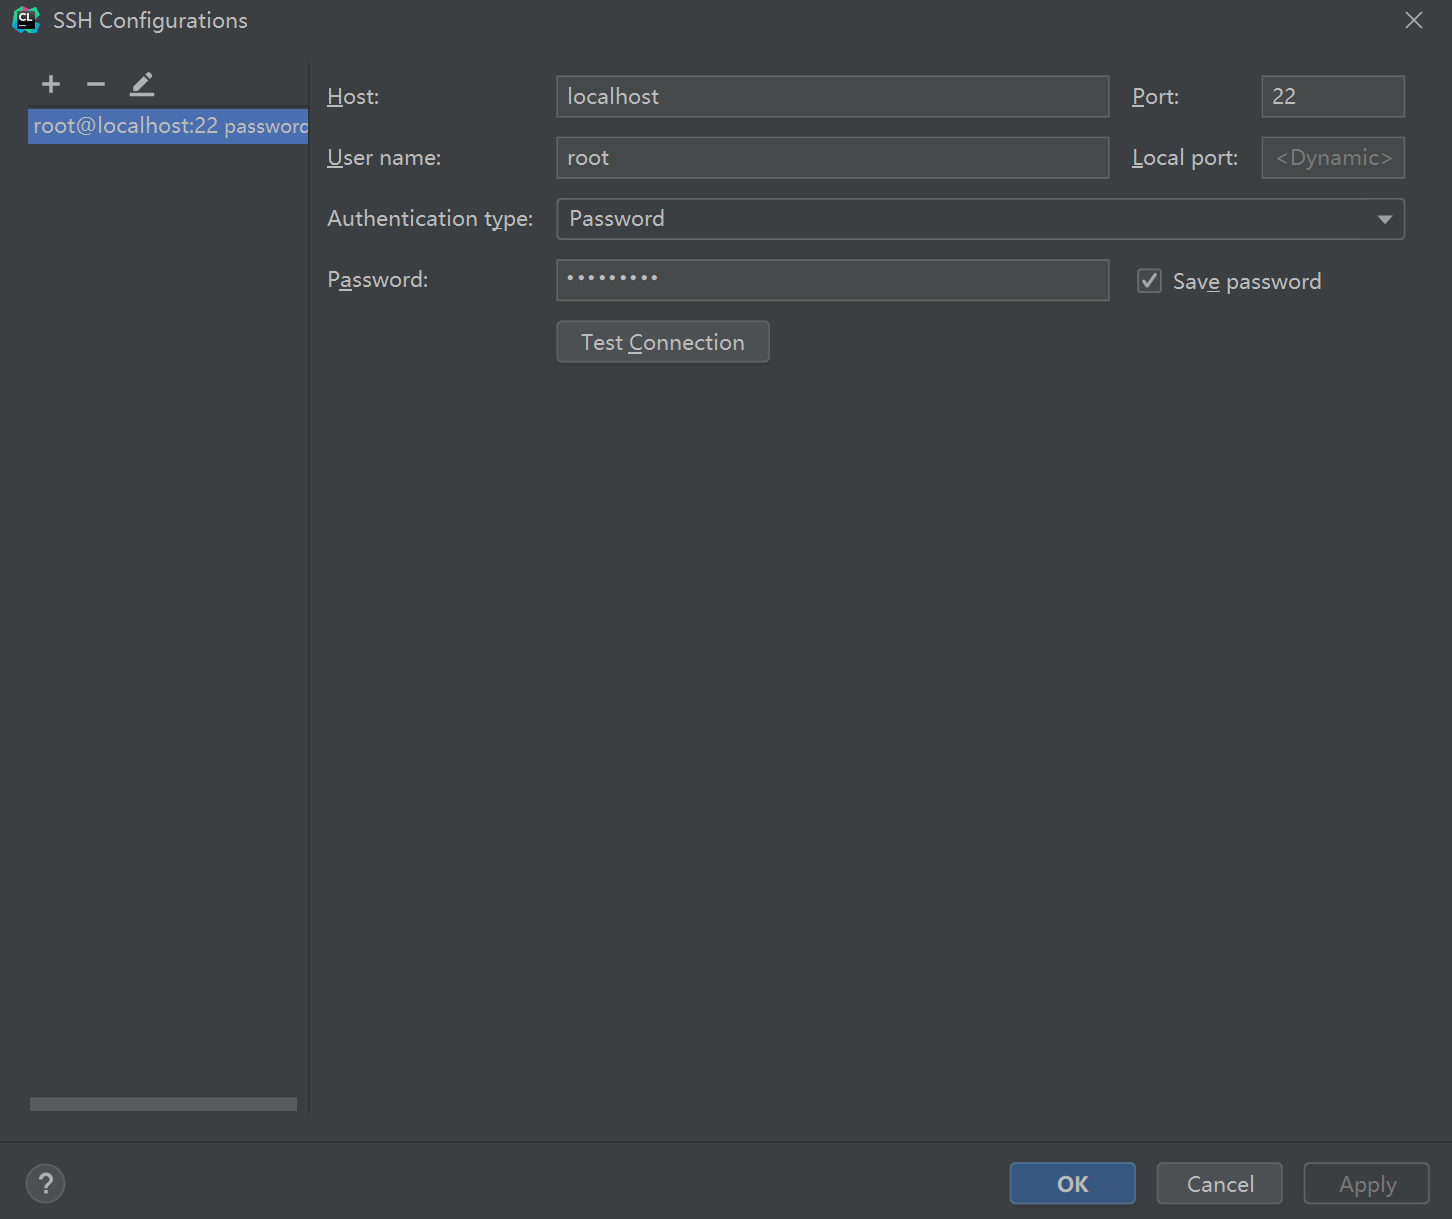 CL
SSH Configurations
root@localhost:22 password
Host:
localhost
Port:
22
User name:
root
Local port:
<Dynamic>
Authentication type:
Password
Password:
•••••••••
Save password
Test Connection
?
OK
Cancel
Apply